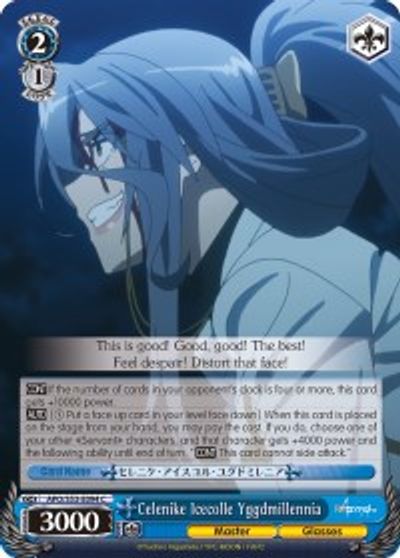 2
1
This is good! Good, good! The best!
Feel despair! Distort that face!
CONT If the number of cards in your opponent's clock is four or more, this card
gets +1000 power.
AUTO [① Put a face up card in your level face down] When this card is placed
on the stage from your hand, you may pay the cost. If you do, choose one of your
other «Servant» characters, and that character gets +4000 power and
the following ability until end of turn. "CONT This card cannot side attack."
Card Name セレニケ・アイスコル・ユグドミレニア
3000
Celenike Icecolle Yggdmillennia
Master
Glasses